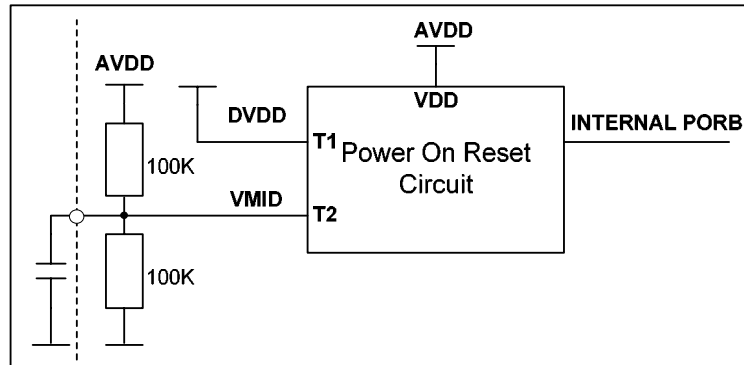 AVDD
AVDD
DVDD
VDD
INTERNAL PORB
T1
Power On Reset
Circuit
100K
VMID
T2
100K